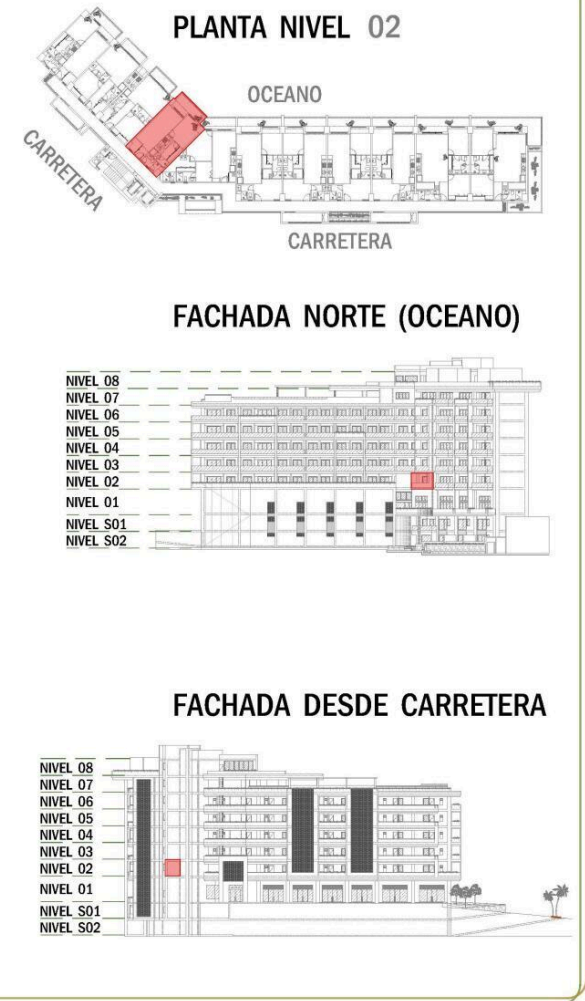 PLANTA NIVEL 02
OCEANO
CARRETERA
CARRETERA
FACHADA NORTE (OCEANO)
NIVEL 08
NIVEL 07
NIVEL 06
NIVEL 05
NIVEL 04
NIVEL 03
NIVEL 02
NIVEL 01
NIVEL S01
NIVEL S02
FACHADA DESDE CARRETERA
NIVEL 08
NIVEL 07
NIVEL 06
NIVEL 05
NIVEL 04
NIVEL 03
NIVEL 02
NIVEL 01
NIVEL S01
NIVEL S02